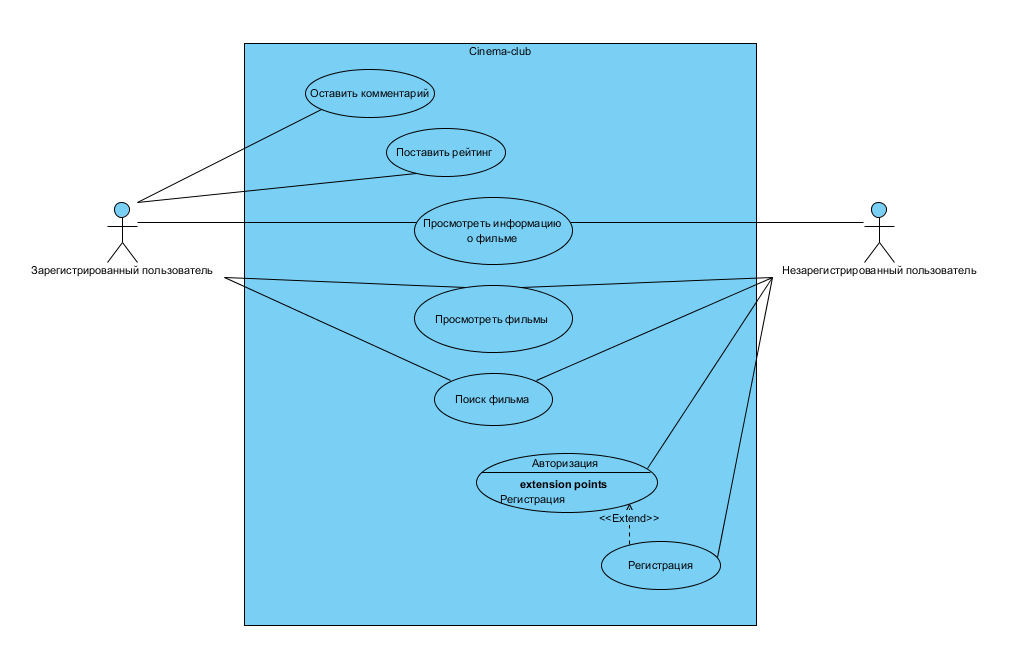 Cinema-club
Оставить комментарий
Поставить рейтинг
Просмотреть информацию
о фильме
Зарегистрированный пользователь
Незарегистрированный пользователь
Просмотреть фильмы
Поиск фильма
Авторизация
extension points
Регистрация
<<Extend>>
Регистрация